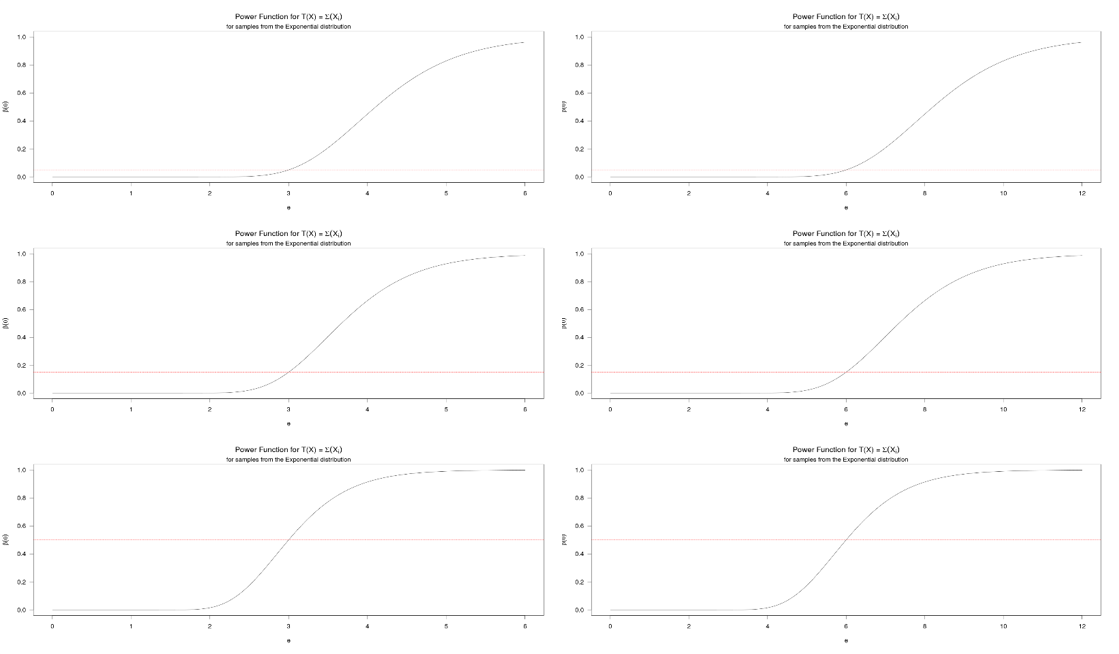 Power Function for T(X) = Σ(Xᵢ)
for samples from the Exponential distribution
1.0
0.8
0.6
0.4
0.2
0.0
0 1 2 3 4 5 6
Power Function for T(X) = Σ(Xᵢ)
for samples from the Exponential distribution
1.0
0.8
0.6
0.4
0.2
0.0
0 2 4 6 8 10 12
Power Function for T(X) = Σ(Xᵢ)
for samples from the Exponential distribution
1.0
0.8
0.6
0.4
0.2
0.0
0 1 2 3 4 5 6
Power Function for T(X) = Σ(Xᵢ)
for samples from the Exponential distribution
1.0
0.8
0.6
0.4
0.2
0.0
0 2 4 6 8 10 12
Power Function for T(X) = Σ(Xᵢ)
for samples from the Exponential distribution
1.0
0.8
0.6
0.4
0.2
0.0
0 1 2 3 4 5 6
Power Function for T(X) = Σ(Xᵢ)
for samples from the Exponential distribution
1.0
0.8
0.6
0.4
0.2
0.0
0 2 4 6 8 10 12